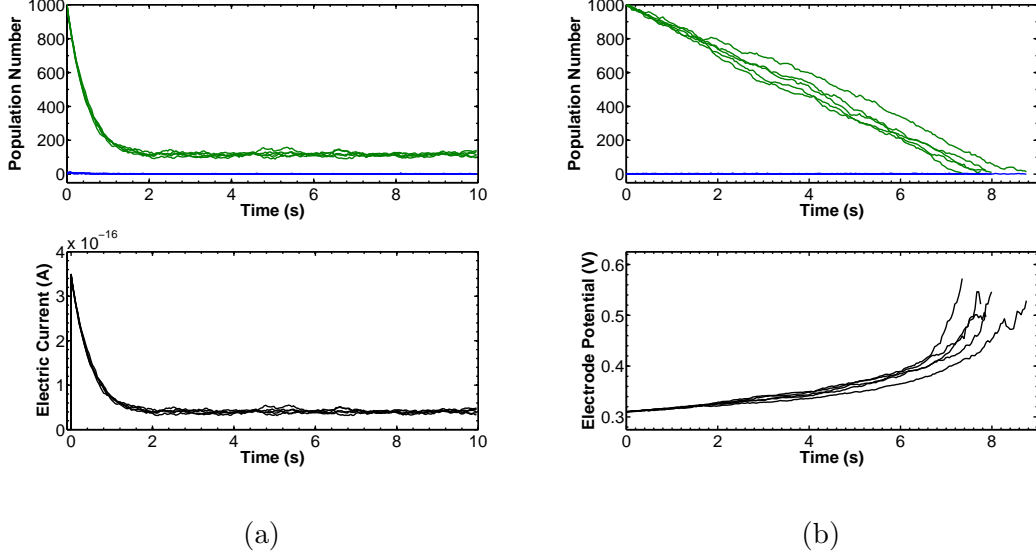 1000
800
600
400
200
0
Population Number
0 2 4 6 8 10
Time (s)
4 x 10−16
3
2
1
0
Electric Current (A)
0 2 4 6 8 10
Time (s)
(a)
1000
800
600
400
200
0
Population Number
0 2 4 6 8
Time (s)
0.6
0.5
0.4
0.3
Electrode Potential (V)
0 2 4 6 8
Time (s)
(b)